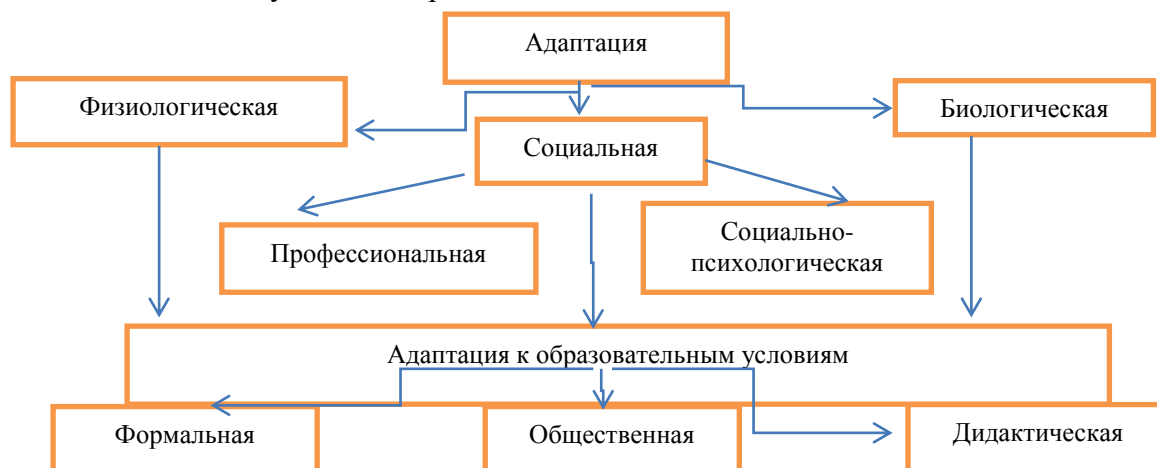 Адаптация
Физиологическая
Биологическая
Социальная
Профессиональная
Социально-
психологическая
Адаптация к образовательным условиям
Формальная
Общественная
Дидактическая